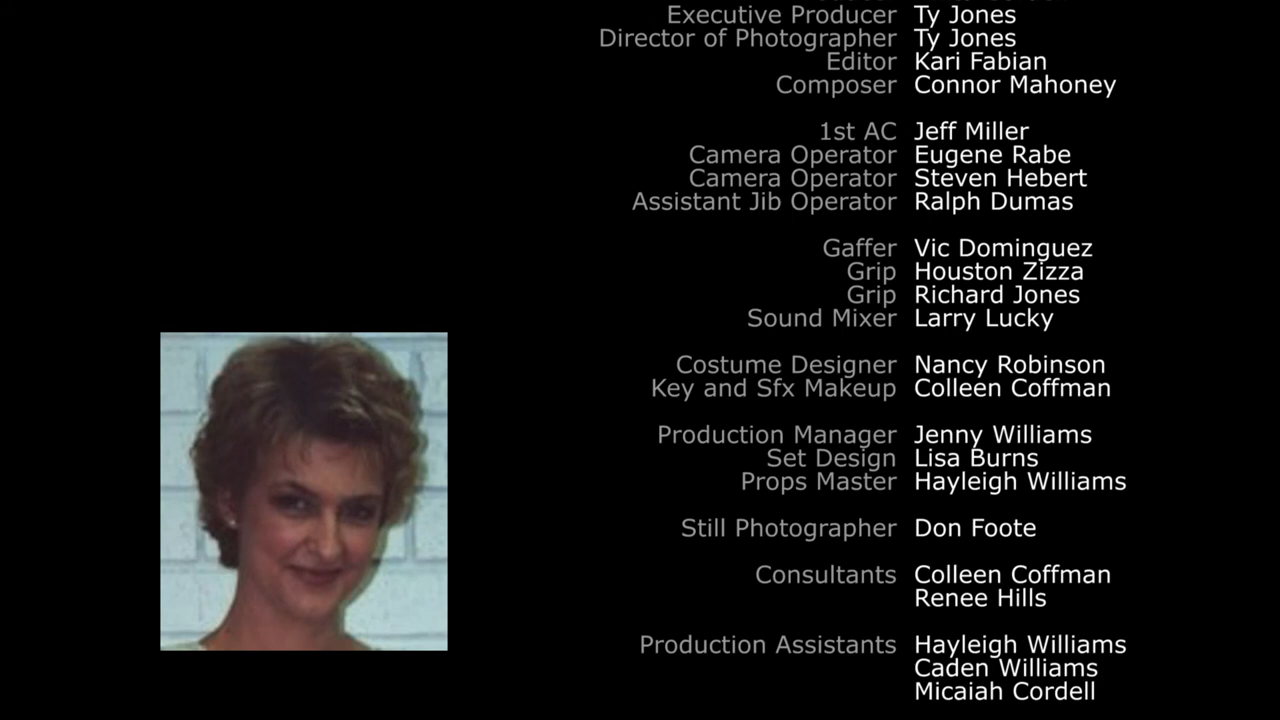 Executive Producer Ty Jones
Director of Photographer Ty Jones
Editor Kari Fabian
Composer Connor Mahoney
1st AC Jeff Miller
Camera Operator Eugene Rabe
Camera Operator Steven Hebert
Assistant Jib Operator Ralph Dumas
Gaffer Vic Dominguez
Grip Houston Zizza
Grip Richard Jones
Sound Mixer Larry Lucky
Costume Designer Nancy Robinson
Key and Sfx Makeup Colleen Coffman
Production Manager Jenny Williams
Set Design Lisa Burns
Props Master Hayleigh Williams
Still Photographer Don Foote
Consultants Colleen Coffman
Renee Hills
Production Assistants Hayleigh Williams
Caden Williams
Micaiah Cordell